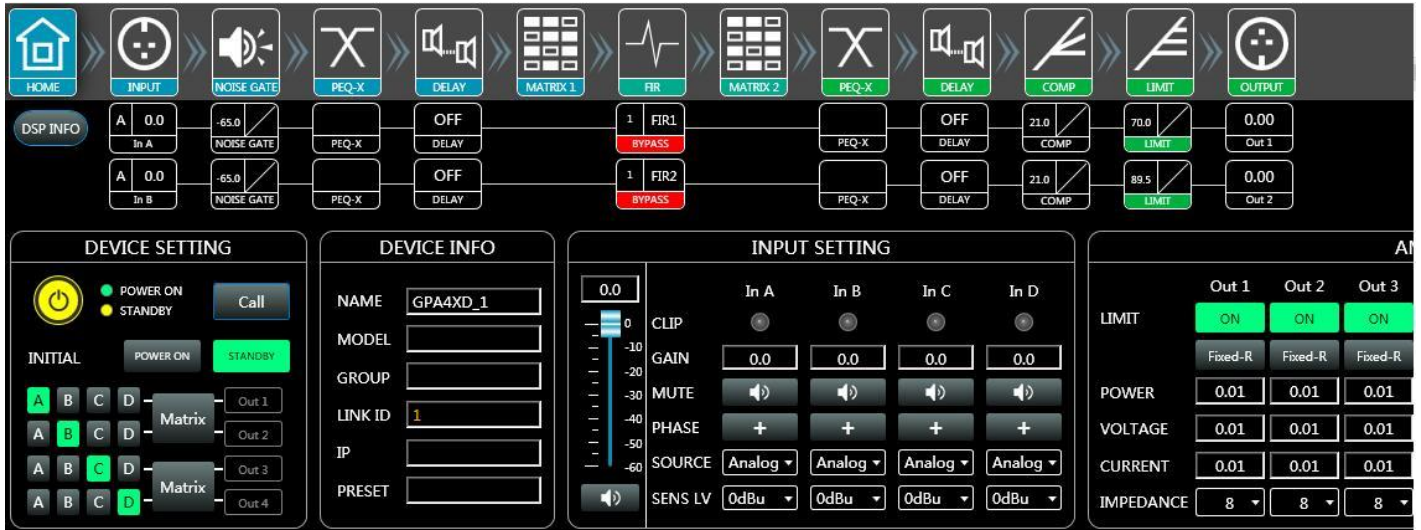 HOME INPUT NOISE GATE PEQ-X DELAY MATRIX 1 FIR MATRIX 2 PEQ-X DELAY COMP LIMIT OUTPUT
DSP INFO A 0.0 -65.0 OFF 1 FIR1 OFF 21.0 70.0 0.00
In A NOISE GATE PEQ-X DELAY BYPASS PEQ-X DELAY COMP LIMIT Out 1
A 0.0 -65.0 OFF 1 FIR2 OFF 21.0 89.5 0.00
In B NOISE GATE PEQ-X DELAY BYPASS PEQ-X DELAY COMP LIMIT Out 2
DEVICE SETTING
POWER ON
STANDBY
Call
INITIAL POWER ON STANDBY
A B C D Matrix Out 1
A B C D Out 2
A B C D Matrix Out 3
A B C D Out 4
DEVICE INFO
NAME GPA4XD_1
MODEL
GROUP
LINK ID 1
IP
PRESET
INPUT SETTING
0.0
0
-10
-20
-30
-40
-50
-60
In A In B In C In D
CLIP
GAIN 0.0 0.0 0.0 0.0
MUTE
PHASE + + + +
SOURCE Analog Analog Analog Analog
SENS LV 0dBu 0dBu 0dBu 0dBu
Out 1 Out 2 Out 3
LIMIT ON ON ON
Fixed-R Fixed-R Fixed-R
POWER 0.01 0.01 0.01
VOLTAGE 0.01 0.01 0.01
CURRENT 0.01 0.01 0.01
IMPEDANCE 8 8 8